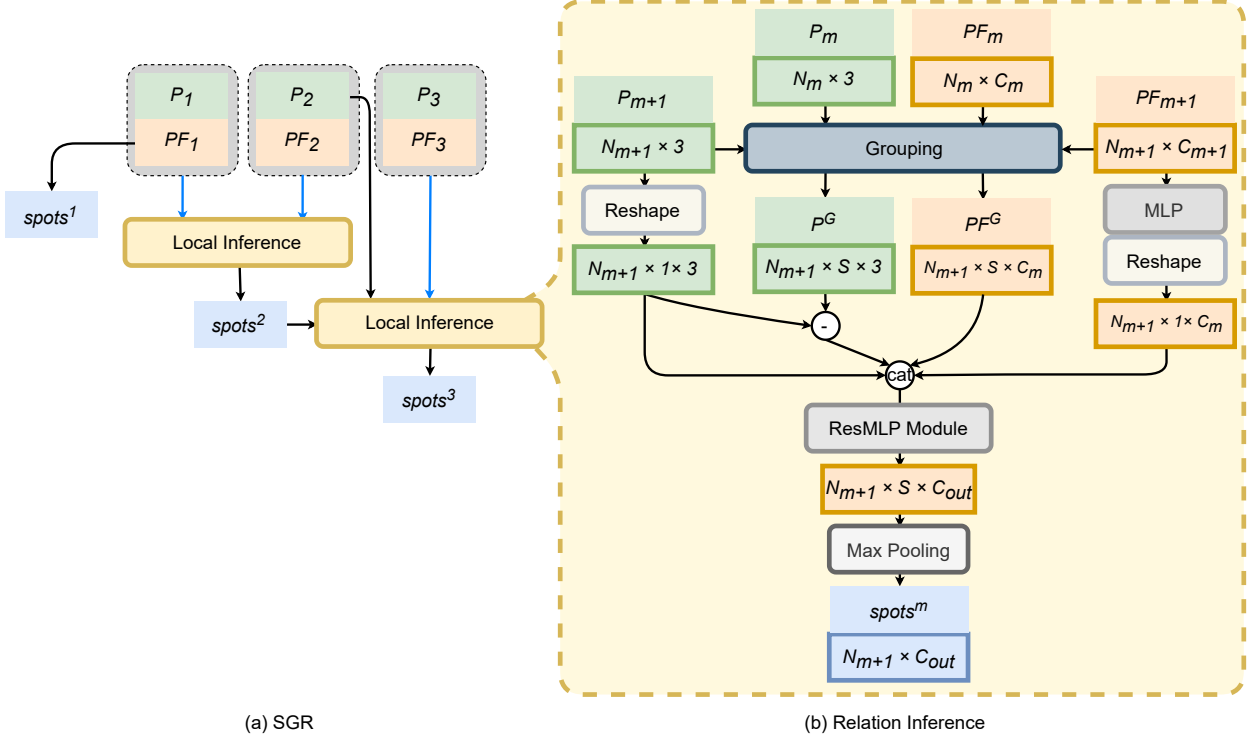 P1
PF1
P2
PF2
P3
PF3
spots1
Local Inference
spots2
Local Inference
spots3
(a) SGR
Pm
PFm
Pm+1
Nm × 3
Nm × Cm
PFm+1
Nm+1 × 3
Grouping
Nm+1 × Cm+1
Reshape
PG
PFG
MLP
Reshape
Nm+1 × 1 × 3
Nm+1 × S × 3
Nm+1 × S × Cm
Nm+1 × 1× Cm
-
cat
ResMLP Module
Nm+1 × S × Cout
Max Pooling
spotsm
Nm+1 × Cout
(b) Relation Inference